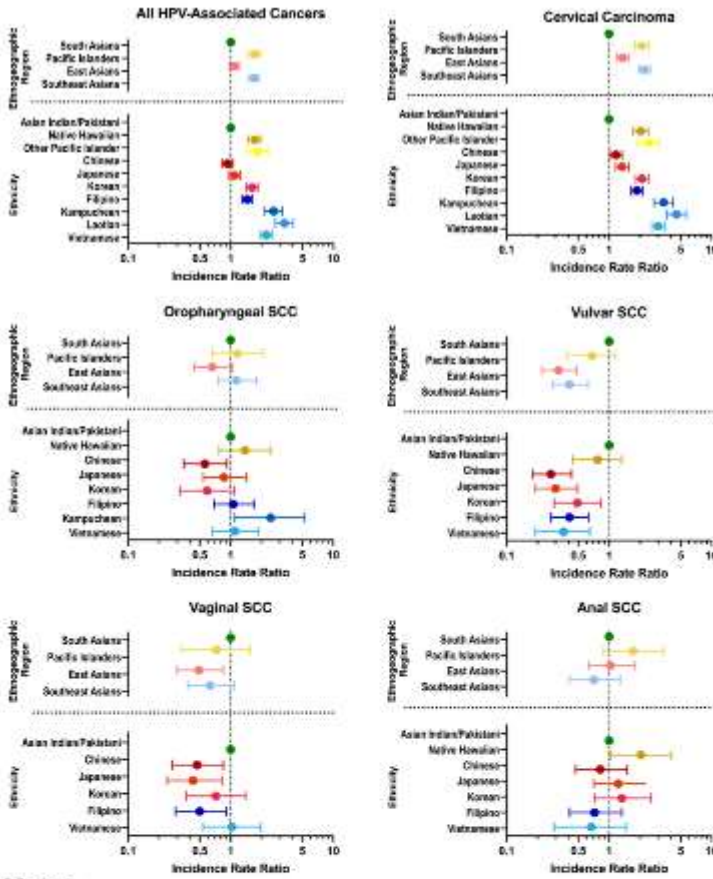 All HPV-Associated Cancers
Ethnogeographic
Region
South Asians
Pacific Islanders
East Asians
Southeast Asians
Ethnicity
Asian Indian/Pakistani
Native Hawaiian
Other Pacific Islander
Chinese
Japanese
Korean
Filipino
Kampuchean
Laotian
Vietnamese
0.1 0.5 1 5 10
Incidence Rate Ratio
Cervical Carcinoma
Ethnogeographic
Region
South Asians
Pacific Islanders
East Asians
Southeast Asians
Ethnicity
Asian Indian/Pakistani
Native Hawaiian
Other Pacific Islander
Chinese
Japanese
Korean
Filipino
Kampuchean
Laotian
Vietnamese
0.1 0.5 1 5 10
Incidence Rate Ratio
Oropharyngeal SCC
Ethnogeographic
Region
South Asians
Pacific Islanders
East Asians
Southeast Asians
Ethnicity
Asian Indian/Pakistani
Native Hawaiian
Chinese
Japanese
Korean
Filipino
Kampuchean
Vietnamese
0.1 0.5 1 5 10
Incidence Rate Ratio
Vulvar SCC
Ethnogeographic
Region
South Asians
Pacific Islanders
East Asians
Southeast Asians
Ethnicity
Asian Indian/Pakistani
Native Hawaiian
Chinese
Japanese
Korean
Filipino
Vietnamese
0.1 0.5 1 5 10
Incidence Rate Ratio
Vaginal SCC
Ethnogeographic
Region
South Asians
Pacific Islanders
East Asians
Southeast Asians
Ethnicity
Asian Indian/Pakistani
Chinese
Japanese
Korean
Filipino
Vietnamese
0.1 0.5 1 5 10
Incidence Rate Ratio
Anal SCC
Ethnogeographic
Region
South Asians
Pacific Islanders
East Asians
Southeast Asians
Ethnicity
Asian Indian/Pakistani
Native Hawaiian
Chinese
Japanese
Korean
Filipino
Vietnamese
0.1 0.5 1 5 10
Incidence Rate Ratio